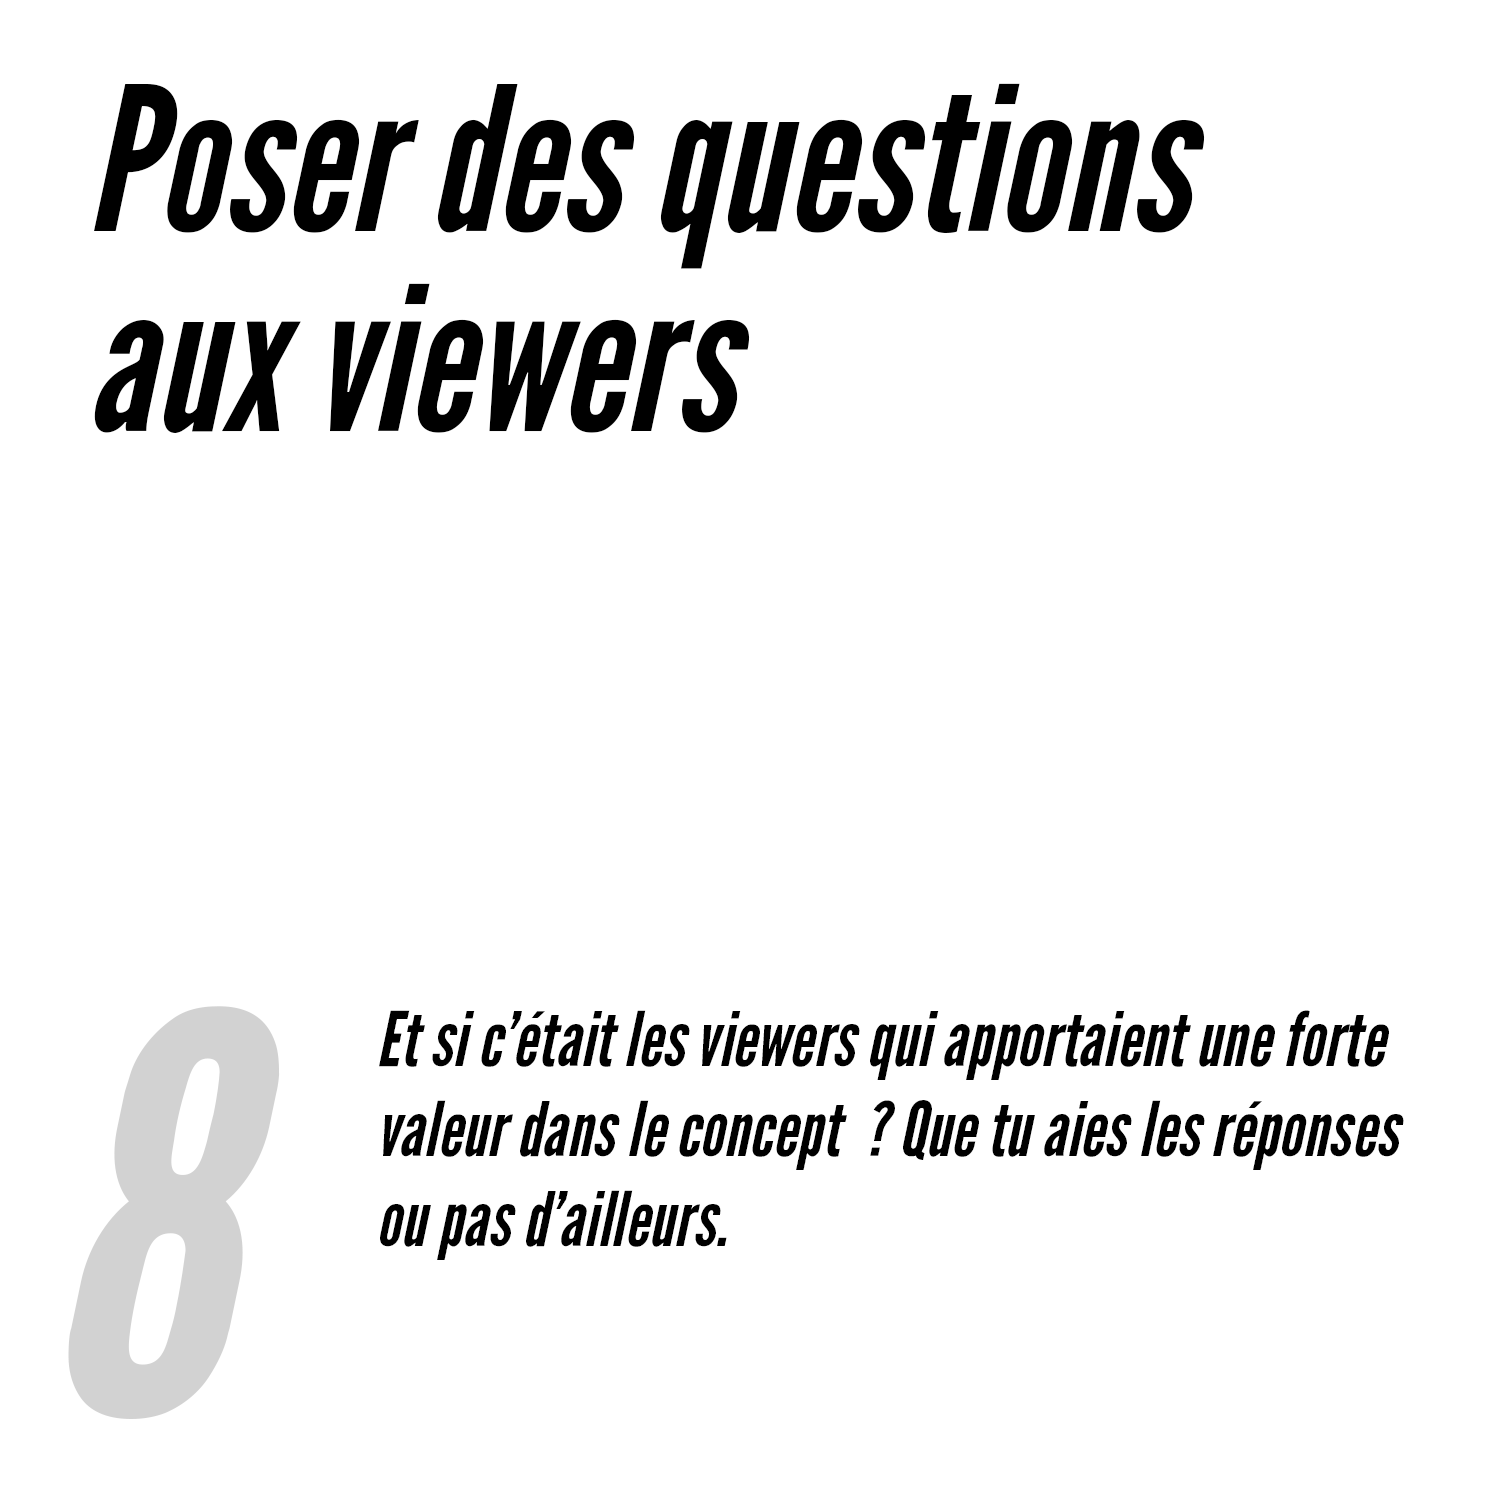 Poser des questions
aux viewers
8
Et si c’était les viewers qui apportaient une forte
valeur dans le concept  ? Que tu aies les réponses
ou pas d’ailleurs.